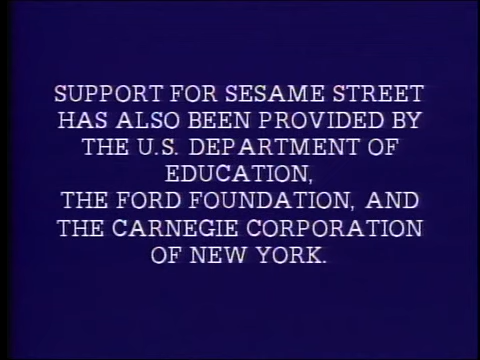 SUPPORT FOR SESAME STREET
HAS ALSO BEEN PROVIDED BY
THE U.S. DEPARTMENT OF
EDUCATION,
THE FORD FOUNDATION, AND
THE CARNEGIE CORPORATION
OF NEW YORK.